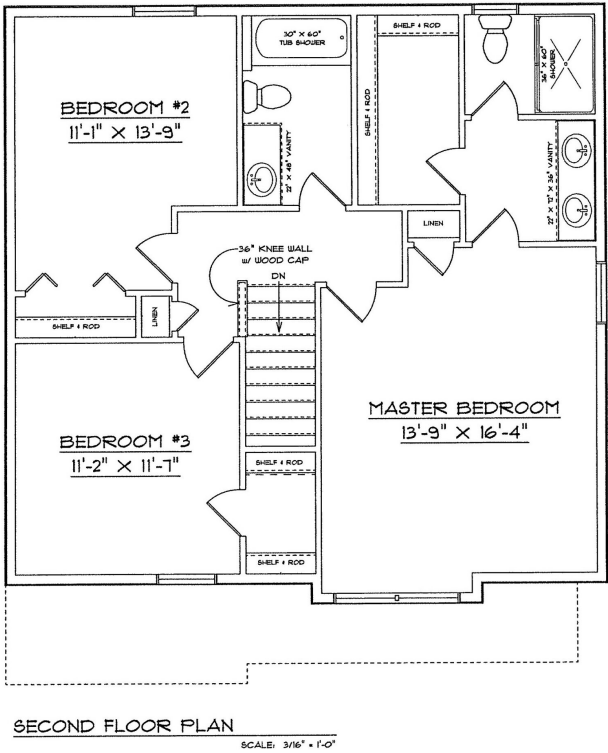 SHELF & ROD
30" X 60"
TUB SHOWER
36" X 60"
SHOWER
BEDROOM #2
11'-1" X 13'-9"
SHELF & ROD
22" X 48" VANITY
22" X 72" X 36" VANITY
LINEN
36" KNEE WALL
w/ WOOD CAP
DN
LINEN
SHELF & ROD
MASTER BEDROOM
13'-9" X 16'-4"
BEDROOM #3
11'-2" X 11'-7"
SHELF & ROD
SHELF & ROD
SECOND FLOOR PLAN
SCALE: 3/16" = 1'-0"